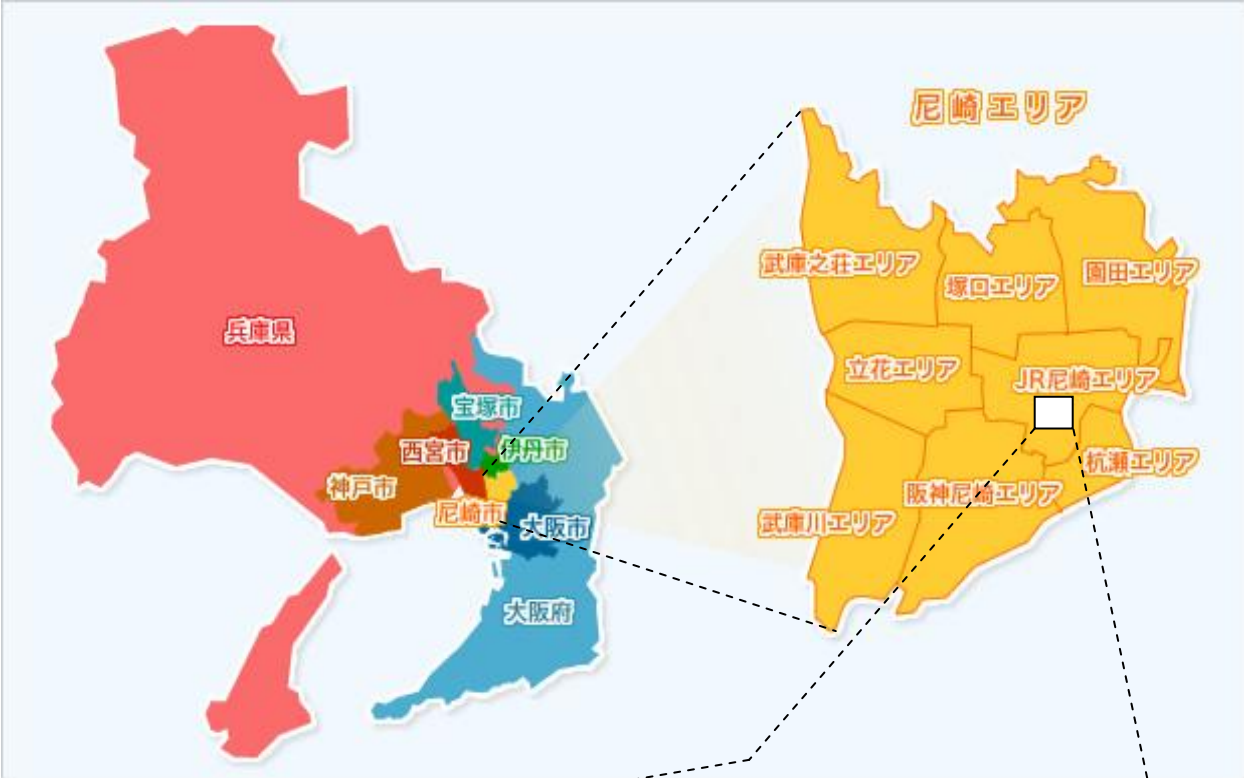 尼崎エリア
武庫之荘エリア
塚口エリア
園田エリア
兵庫県
立花エリア
JR尼崎エリア
宝塚市
西宮市
伊丹市
杭瀬エリア
神戸市
阪神尼崎エリア
尼崎市
大阪市
武庫川エリア
大阪府